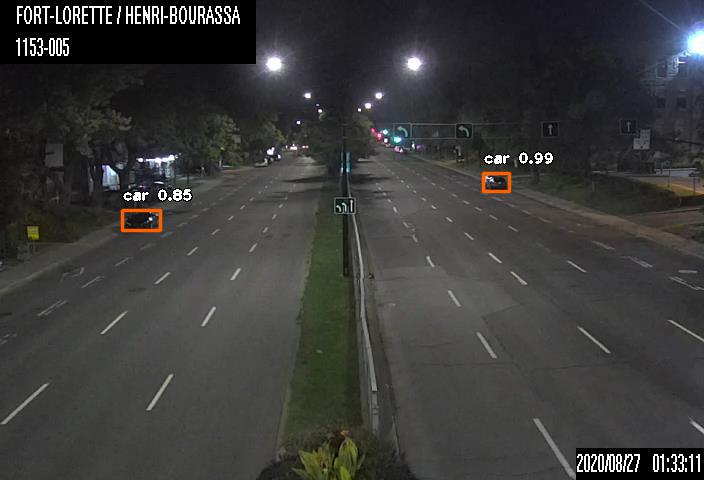 FORT-LORETTE / HENRI-BOURASSA
1153-005
car 0.99
car 0.85
2020/08/27 01:33:11